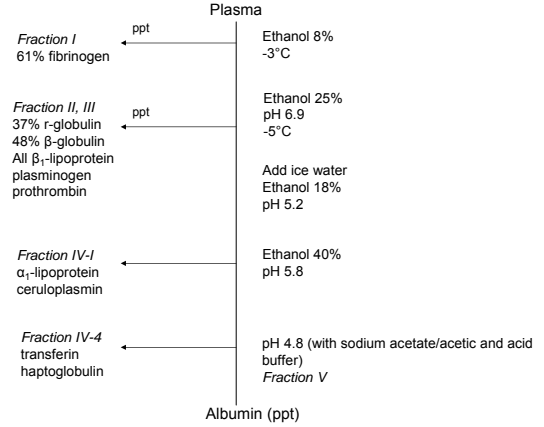 Plasma
ppt
Fraction I
61% fibrinogen
Ethanol 8%
-3°C
ppt
Fraction II, III
37% r-globulin
48% β-globulin
All β₁-lipoprotein
plasminogen
prothrombin
Ethanol 25%
pH 6.9
-5°C
Add ice water
Ethanol 18%
pH 5.2
Fraction IV-I
α₁-lipoprotein
ceruloplasmin
Ethanol 40%
pH 5.8
Fraction IV-4
transferin
haptoglobulin
pH 4.8 (with sodium acetate/acetic and acid
buffer)
Fraction V
Albumin (ppt)